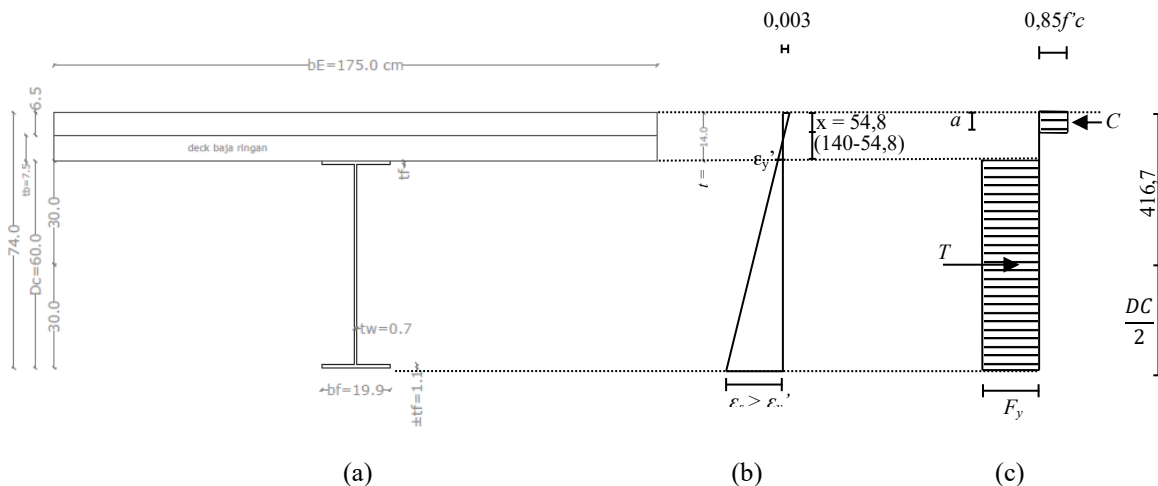 0,003
0,85f'c
bE=175.0 cm
6.5
deck baja ringan
tb=7.5
tf
30.0
74.0
Dc=60.0
30.0
tw=0.7
bf=19.9
±tf=1.1
t =
14.0
x = 54,8
(140-54,8)
εy'
a
C
416,7
T
DC
2
Fy
(a)
(b)
(c)